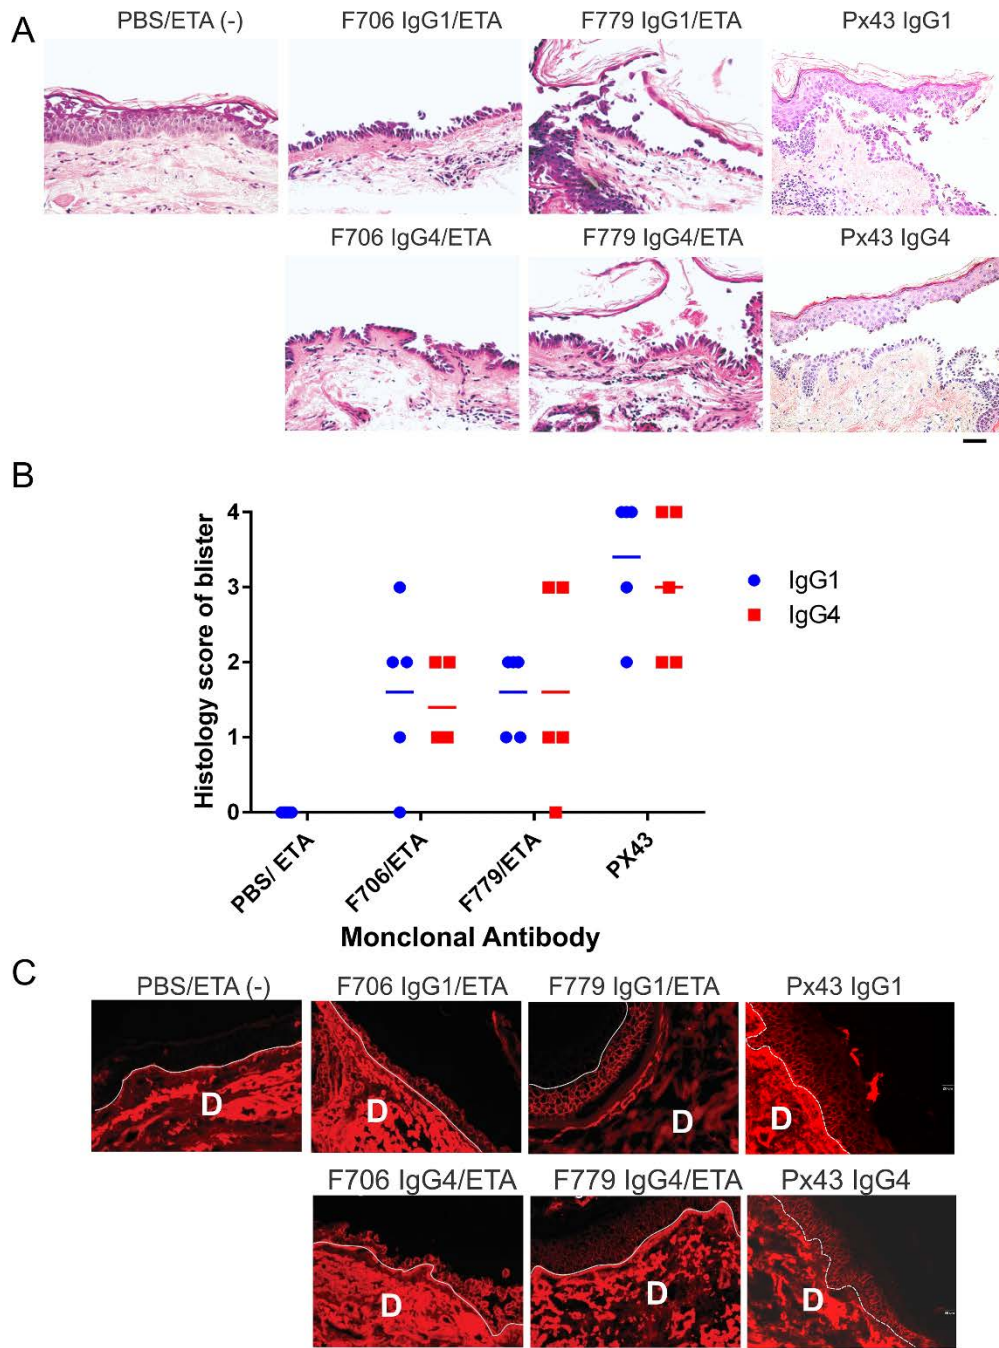 A
PBS/ETA (-) F706 IgG1/ETA F779 IgG1/ETA Px43 IgG1
F706 IgG4/ETA F779 IgG4/ETA Px43 IgG4
B
Histology score of blister
4
3
2
1
0
IgG1
IgG4
PBS/ ETA F706/ETA F779/ETA PX43
Monclonal Antibody
C
PBS/ETA (-) F706 IgG1/ETA F779 IgG1/ETA Px43 IgG1
D D D D
F706 IgG4/ETA F779 IgG4/ETA Px43 IgG4
D D D